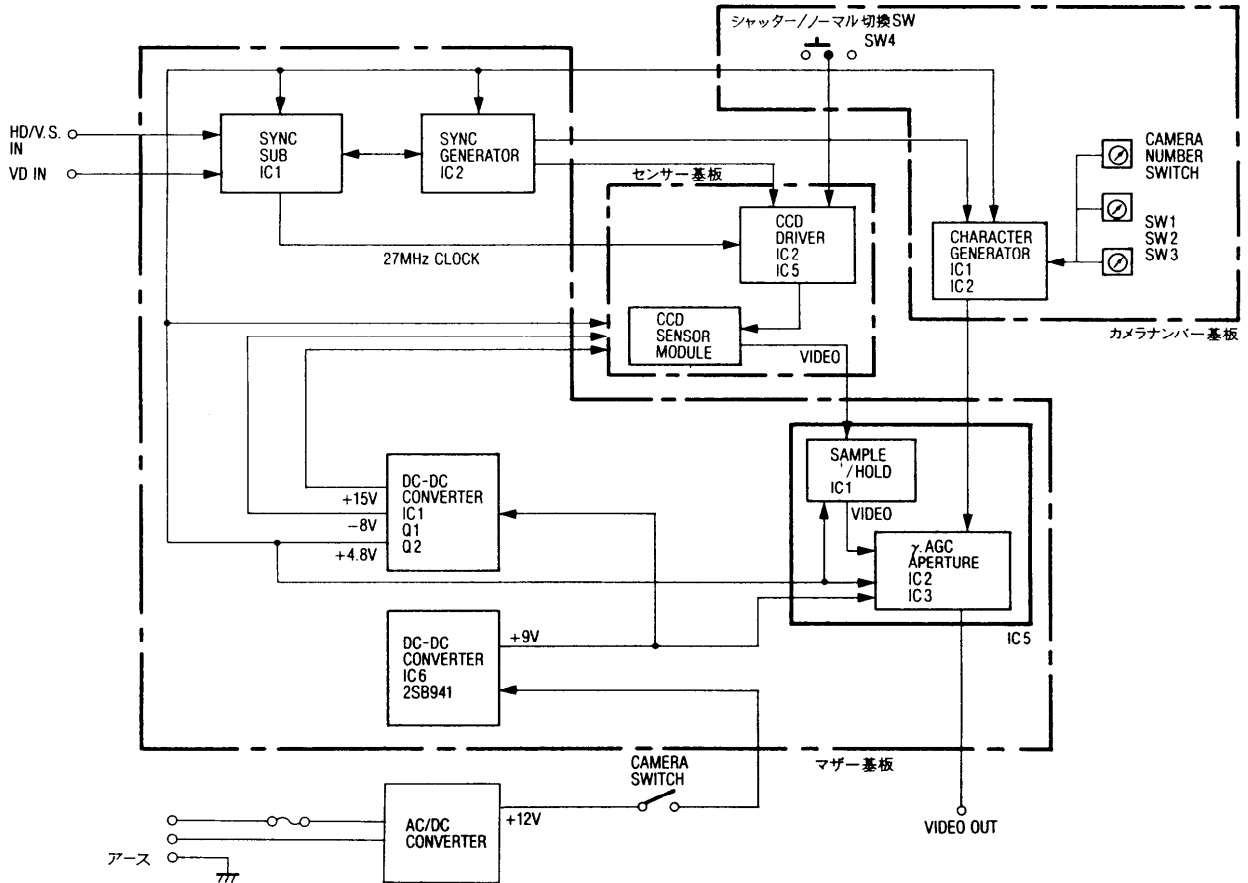 シャッター/ノーマル切換SW
SW4
HD/V.S.
IN
VD IN
SYNC
SUB
IC1
SYNC
GENERATOR
IC2
センサー基板
CCD
DRIVER
IC2
IC5
27MHz CLOCK
CCD
SENSOR
MODULE
VIDEO
CAMERA
NUMBER
SWITCH
SW1
SW2
SW3
CHARACTER
GENERATOR
IC1
IC2
カメラナンバー基板
SAMPLE
/HOLD
IC1
VIDEO
γ.AGC
APERTURE
IC2
IC3
IC5
DC-DC
CONVERTER
IC1
Q1
Q2
+15V
-8V
+4.8V
DC-DC
CONVERTER
IC6
2SB941
+9V
マザー基板
CAMERA
SWITCH
AC/DC
CONVERTER
+12V
アース
VIDEO OUT